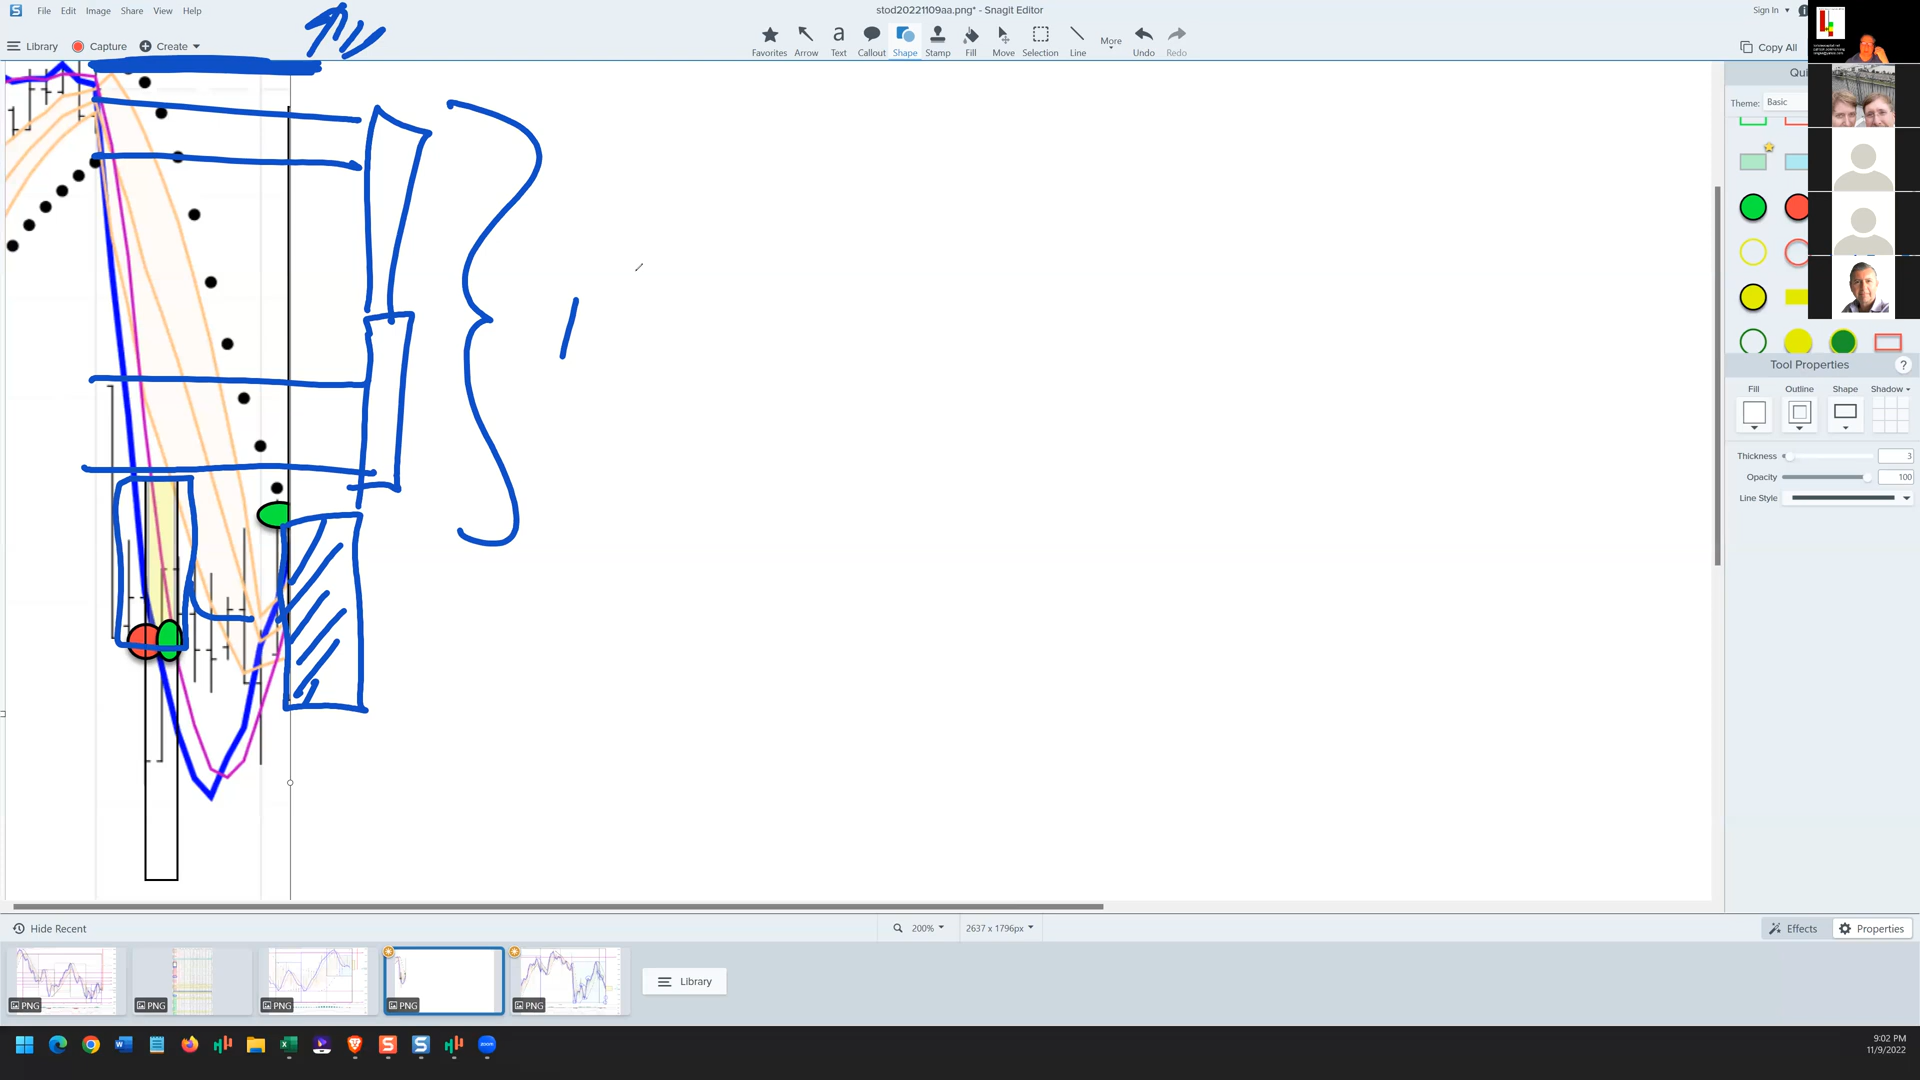 stod20221109aa.png* - Snagit Editor
File Edit Image Share View Help
Sign In
Library Capture Create
Favorites Arrow Text Callout Shape Stamp Fill Move Selection Line More Undo Redo
Copy All
Qui
Theme: Basic
Tool Properties ?
Fill Outline Shape Shadow
Thickness 3
Opacity 100
Line Style
Hide Recent
200% 2637 x 1796px
Effects Properties
PNG PNG PNG PNG PNG
Library
9:02 PM
11/9/2022